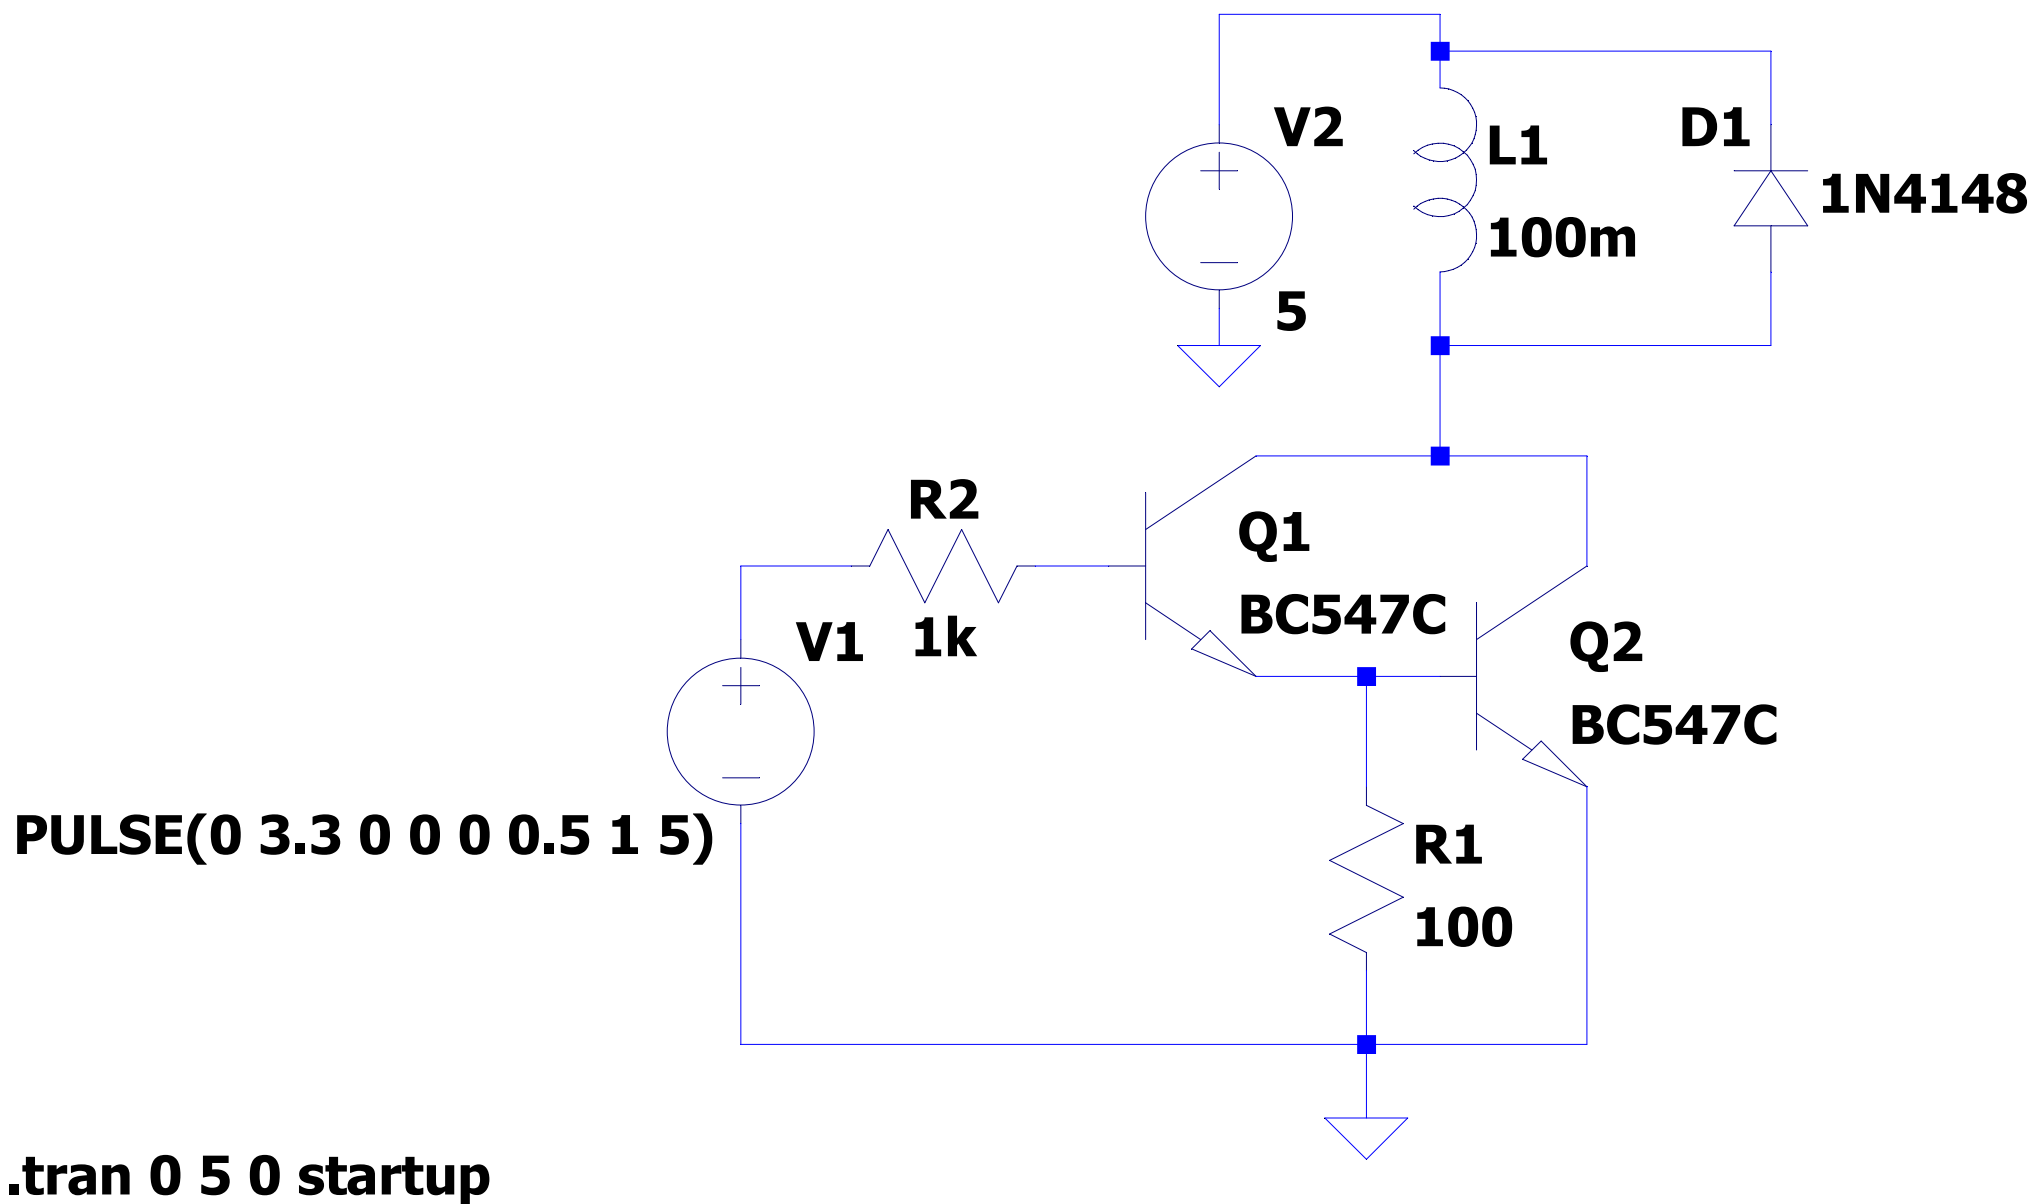 V2
L1
D1
1N4148
100m
5
R2
Q1
BC547C
V1
1k
Q2
BC547C
PULSE(0 3.3 0 0 0 0.5 1 5)
R1
100
.tran 0 5 0 startup